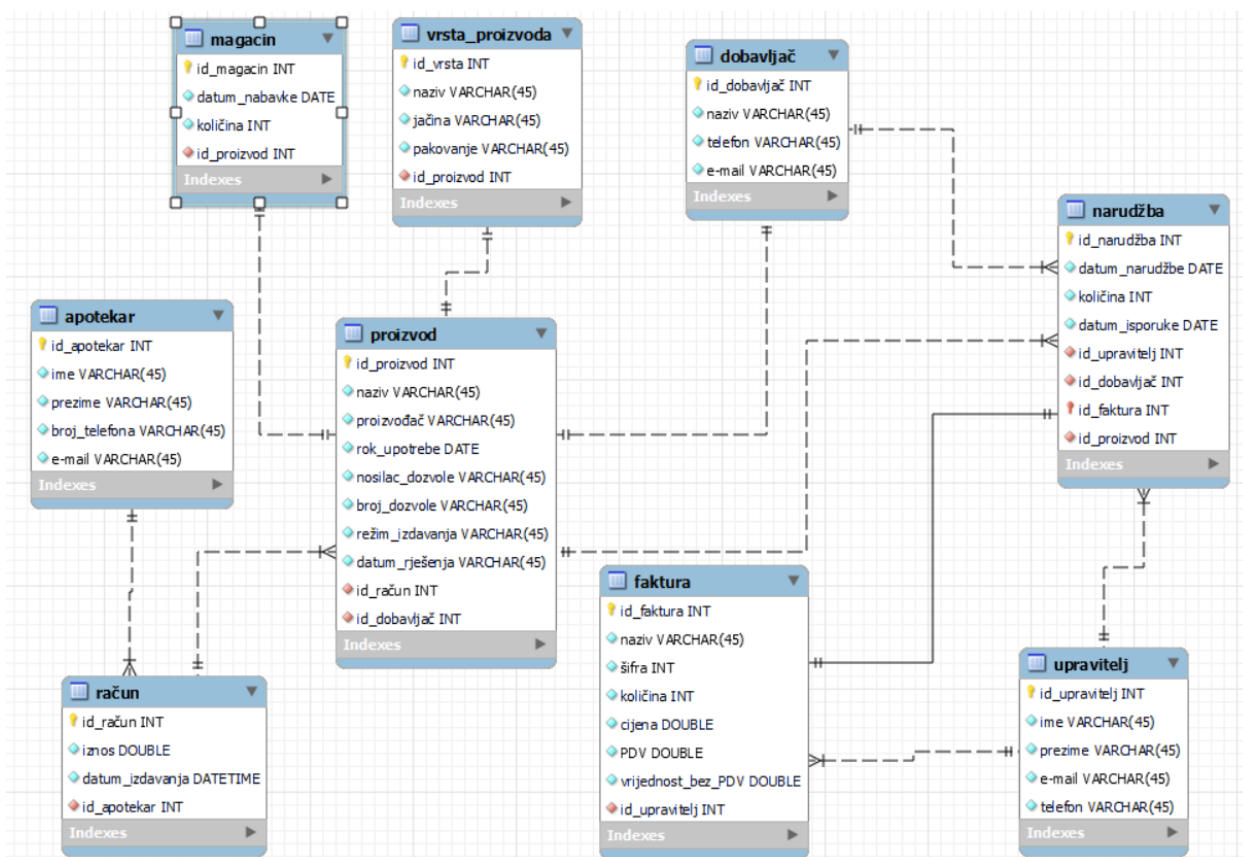 magacin
id_magacin INT
datum_nabavke DATE
količina INT
id_proizvod INT
Indexes
vrsta_proizvoda
id_vrsta INT
naziv VARCHAR(45)
jačina VARCHAR(45)
pakovanje VARCHAR(45)
id_proizvod INT
Indexes
dobavljač
id_dobavljač INT
naziv VARCHAR(45)
telefon VARCHAR(45)
e-mail VARCHAR(45)
Indexes
narudžba
id_narudžba INT
datum_narudžbe DATE
količina INT
datum_isporuke DATE
id_upravitelj INT
id_dobavljač INT
id_faktura INT
id_proizvod INT
Indexes
apotekar
id_apotekar INT
ime VARCHAR(45)
prezime VARCHAR(45)
broj_telefona VARCHAR(45)
e-mail VARCHAR(45)
Indexes
proizvod
id_proizvod INT
naziv VARCHAR(45)
proizvođač VARCHAR(45)
rok_upotrebe DATE
nosilac_dozvole VARCHAR(45)
broj_dozvole VARCHAR(45)
režim_izdavanja VARCHAR(45)
datum_rješenja VARCHAR(45)
id_račun INT
id_dobavljač INT
Indexes
faktura
id_faktura INT
naziv VARCHAR(45)
šifra INT
količina INT
cijena DOUBLE
PDV DOUBLE
vrijednost_bez_PDV DOUBLE
id_upravitelj INT
Indexes
upravitelj
id_upravitelj INT
ime VARCHAR(45)
prezime VARCHAR(45)
e-mail VARCHAR(45)
telefon VARCHAR(45)
Indexes
račun
id_račun INT
iznos DOUBLE
datum_izdavanja DATETIME
id_apotekar INT
Indexes